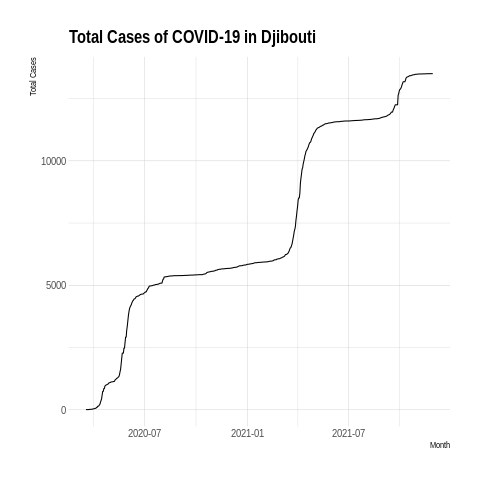 Total Cases of COVID-19 in Djibouti
Total Cases
10000
5000
0
2020-07
2021-01
2021-07
Month